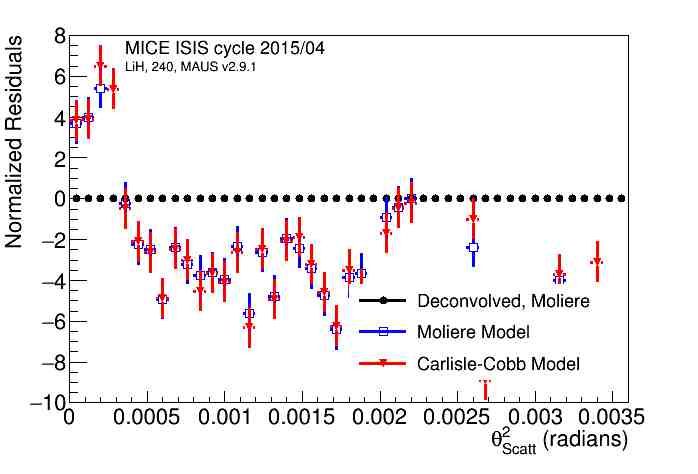 MICE ISIS cycle 2015/04
LiH, 240, MAUS v2.9.1
Normalized Residuals
8
6
4
2
0
−2
−4
−6
−8
−10
Deconvolved, Moliere
Moliere Model
Carlisle-Cobb Model
0 0.0005 0.001 0.0015 0.002 0.0025 0.003 0.0035
θ²Scatt (radians)